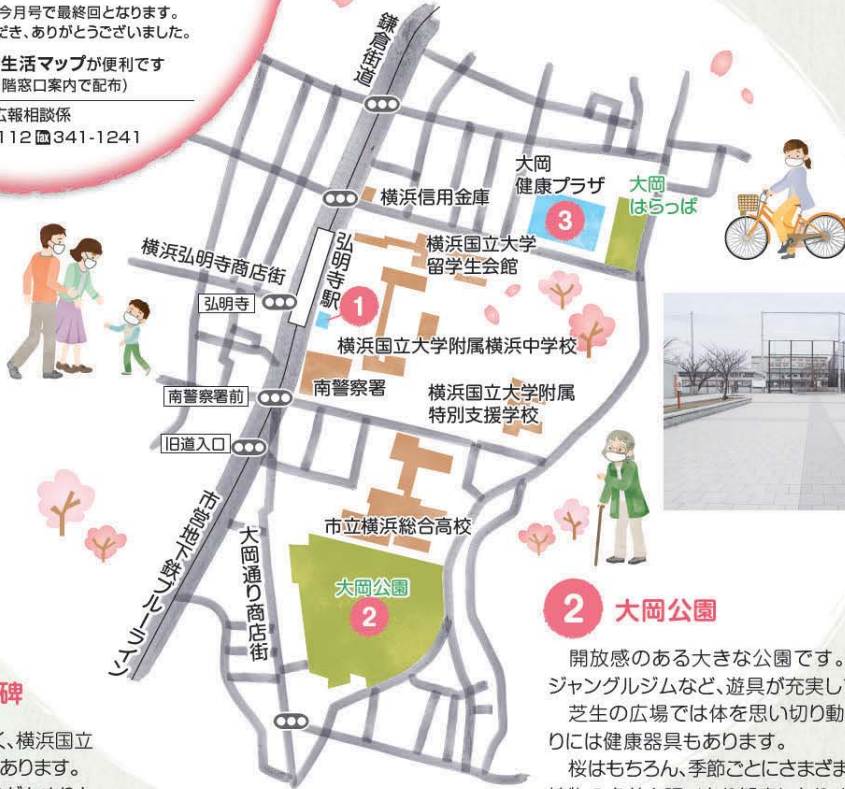 今月号で最終回となります。
だき、ありがとうございました。
生活マップが便利です
階窓口案内で配布)
広報相談係
112 fax 341-1241
鎌倉街道
横浜信用金庫
大岡
健康プラザ
3
大岡
はらっぱ
横浜国立大学
留学生会館
横浜弘明寺商店街
弘明寺駅
弘明寺
1
横浜国立大学附属横浜中学校
南警察署
南警察署前
横浜国立大学附属
特別支援学校
旧道入口
市営地下鉄ブルーライン
大岡通り商店街
市立横浜総合高校
大岡公園
2
碑
く、横浜国立
あります。
2 大岡公園
開放感のある大きな公園です。
ジャングルジムなど、遊具が充実し
芝生の広場では体を思い切り動
りには健康器具もあります。
桜はもちろん、季節ごとにさまざま